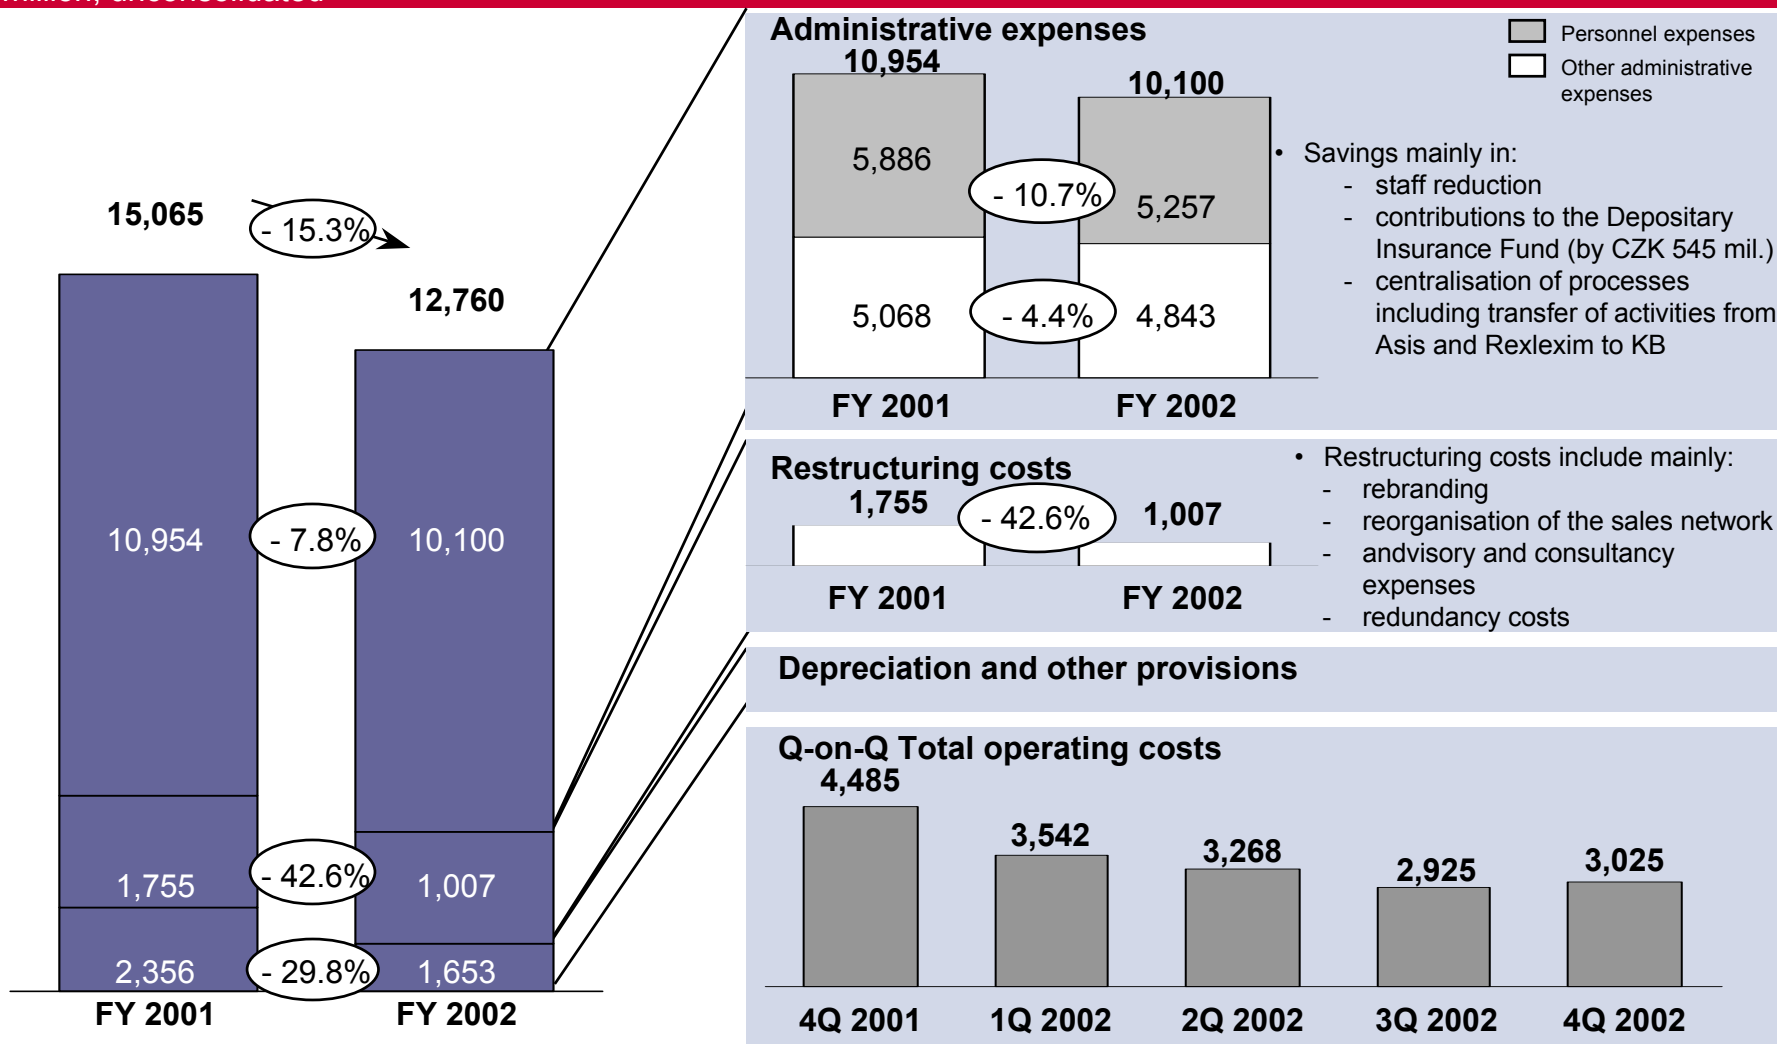 million, unconsolidated
15,065
- 15.3%
12,760
10,954
- 7.8%
10,100
1,755
- 42.6%
1,007
2,356
- 29.8%
1,653
FY 2001
FY 2002
Administrative expenses
10,954
10,100
Personnel expenses
Other administrative
expenses
5,886
- 10.7%
5,257
5,068
- 4.4%
4,843
FY 2001
FY 2002
• Savings mainly in:
- staff reduction
- contributions to the Depositary
Insurance Fund (by CZK 545 mil.)
- centralisation of processes
including transfer of activities from
Asis and Rexlexim to KB
Restructuring costs
1,755
- 42.6%
1,007
FY 2001
FY 2002
• Restructuring costs include mainly:
- rebranding
- reorganisation of the sales network
- andvisory and consultancy
expenses
- redundancy costs
Depreciation and other provisions
Q-on-Q Total operating costs
4,485
3,542
3,268
2,925
3,025
4Q 2001
1Q 2002
2Q 2002
3Q 2002
4Q 2002